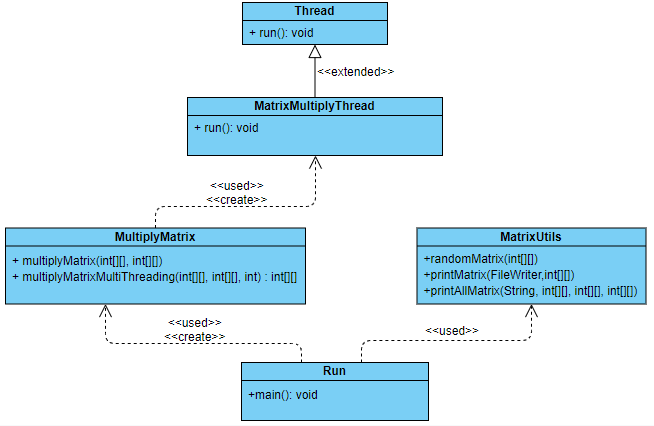 Thread
+ run(): void
<<extended>>
MatrixMultiplyThread
+ run(): void
<<used>>
<<create>>
MultiplyMatrix
+ multiplyMatrix(int[][], int[][])
+ multiplyMatrixMultiThreading(int[][], int[][], int) : int[][]
MatrixUtils
+randomMatrix(int[][])
+printMatrix(FileWriter,int[][])
+printAllMatrix(String, int[][], int[][], int[][])
<<used>>
<<create>>
<<used>>
Run
+main(): void